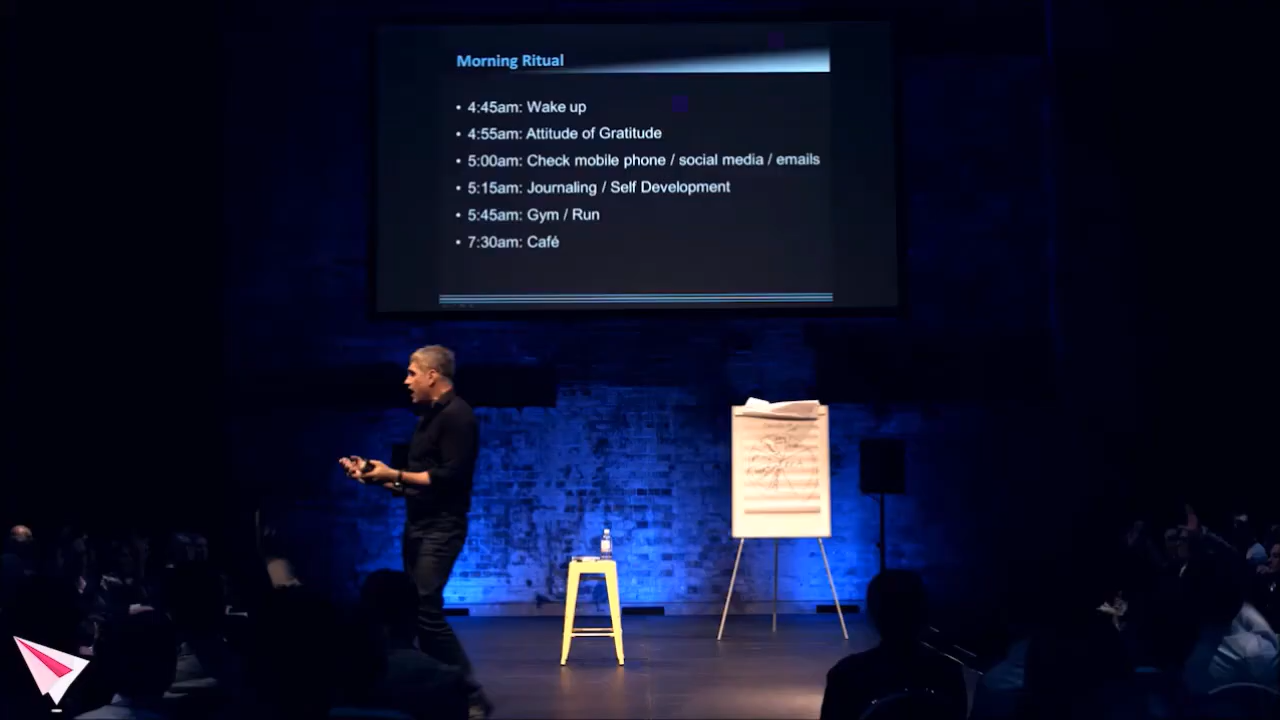 Morning Ritual
• 4:45am: Wake up
• 4:55am: Attitude of Gratitude
• 5:00am: Check mobile phone / social media / emails
• 5:15am: Journaling / Self Development
• 5:45am: Gym / Run
• 7:30am: Café